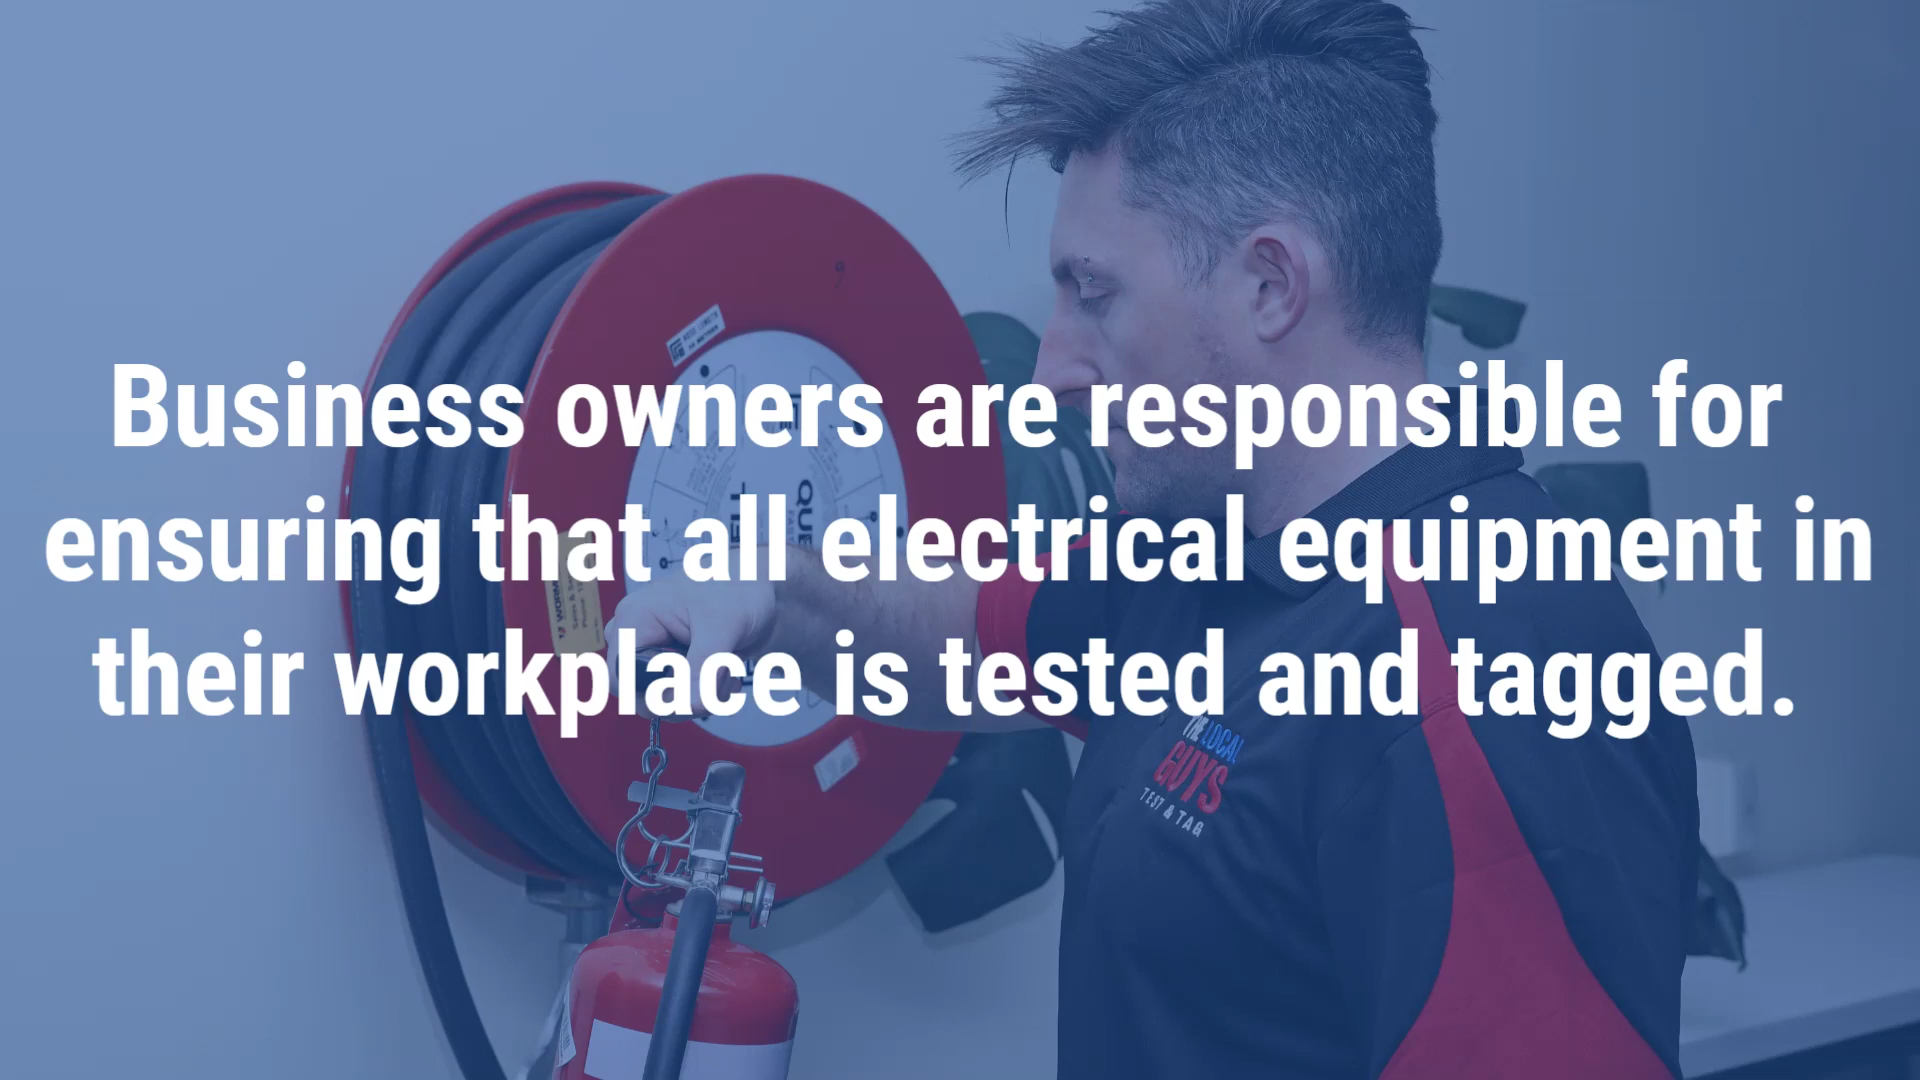 Business owners are responsible for
ensuring that all electrical equipment in
their workplace is tested and tagged.
THE LOCAL
GUYS
TEST & TAG